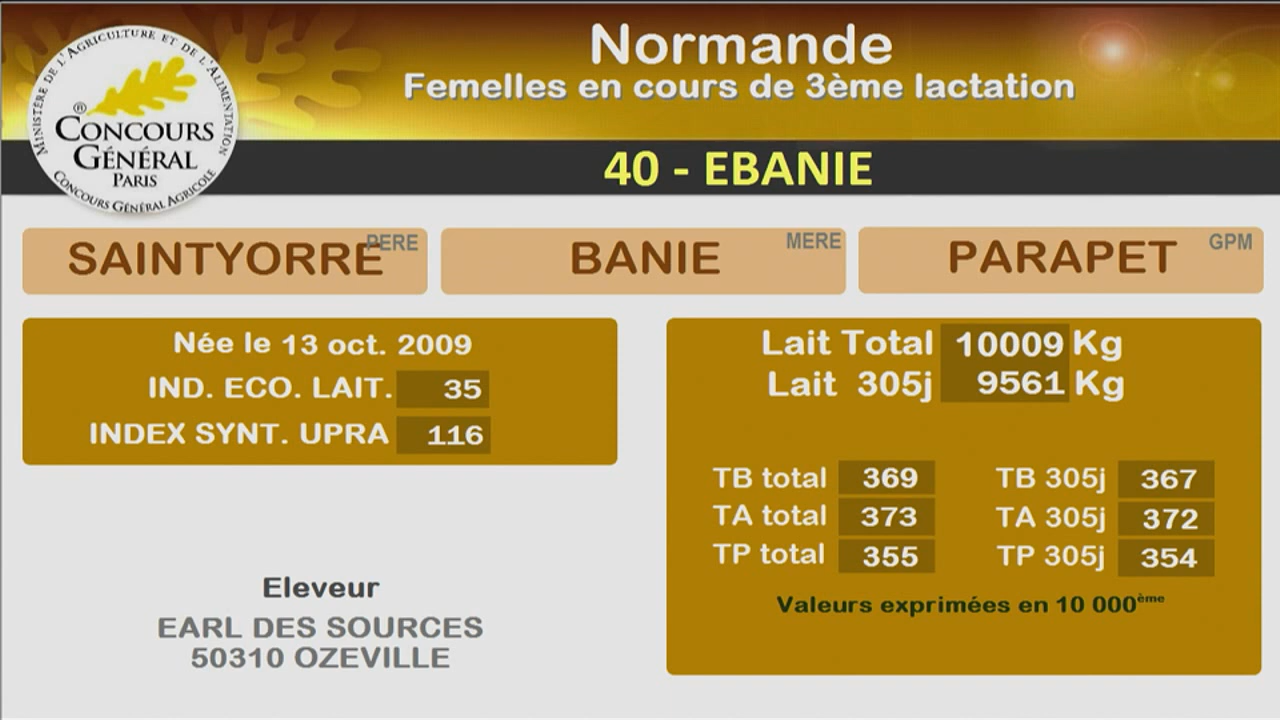 Normande
Femelles en cours de 3ème lactation
MINISTÈRE DE L'AGRICULTURE ET DE L'ALIMENTATION
®
CONCOURS
GÉNÉRAL
PARIS
CONCOURS GÉNÉRAL AGRICOLE
40 - EBANIE
SAINTYORRE PERE
BANIE MERE
PARAPET GPM
Née le 13 oct. 2009
IND. ECO. LAIT. 35
INDEX SYNT. UPRA 116
Lait Total 10009 Kg
Lait 305j 9561 Kg
TB total 369 TB 305j 367
TA total 373 TA 305j 372
TP total 355 TP 305j 354
Valeurs exprimées en 10 000ème
Eleveur
EARL DES SOURCES
50310 OZEVILLE